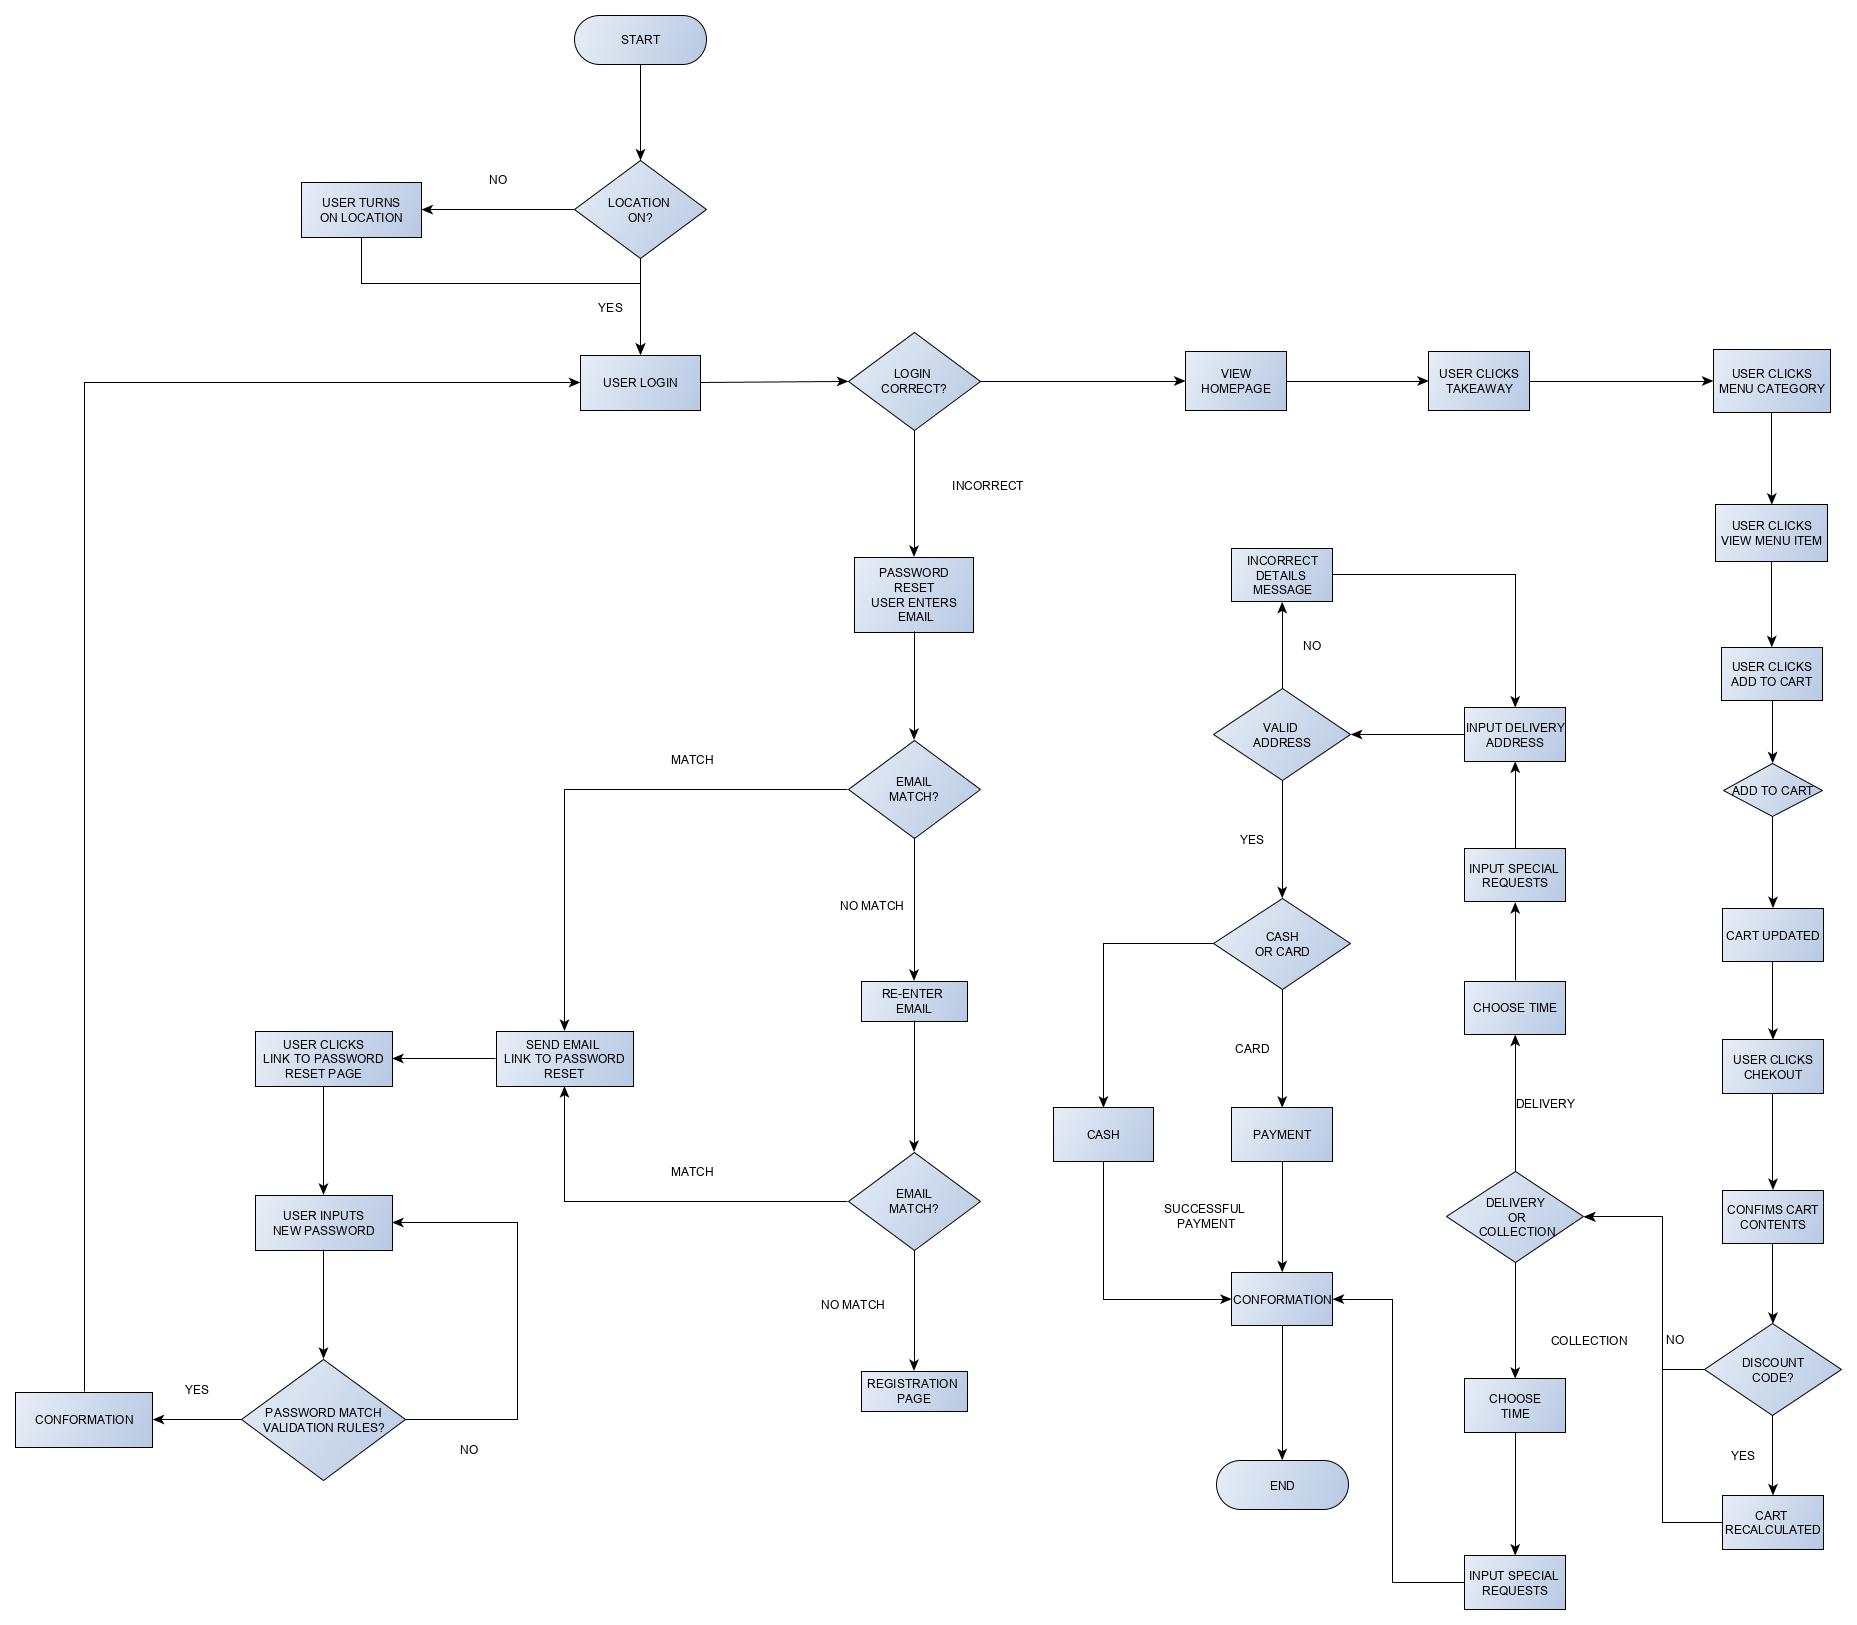 START
LOCATION
ON?
NO
USER TURNS
ON LOCATION
YES
USER LOGIN
LOGIN
CORRECT?
VIEW
HOMEPAGE
USER CLICKS
TAKEAWAY
USER CLICKS
MENU CATEGORY
INCORRECT
PASSWORD
RESET
USER ENTERS
EMAIL
EMAIL
MATCH?
MATCH
NO MATCH
RE-ENTER
EMAIL
SEND EMAIL
LINK TO PASSWORD
RESET
USER CLICKS
LINK TO PASSWORD
RESET PAGE
EMAIL
MATCH?
MATCH
NO MATCH
REGISTRATION
PAGE
USER INPUTS
NEW PASSWORD
PASSWORD MATCH
VALIDATION RULES?
NO
YES
CONFORMATION
USER CLICKS
VIEW MENU ITEM
USER CLICKS
ADD TO CART
ADD TO CART
CART UPDATED
USER CLICKS
CHEKOUT
CONFIMS CART
CONTENTS
DISCOUNT
CODE?
NO
YES
CART
RECALCULATED
DELIVERY
OR
COLLECTION
DELIVERY
CHOOSE TIME
INPUT SPECIAL
REQUESTS
INPUT DELIVERY
ADDRESS
VALID
ADDRESS
NO
INCORRECT
DETAILS
MESSAGE
YES
CASH
OR CARD
CARD
CASH
PAYMENT
SUCCESSFUL
PAYMENT
CONFORMATION
END
COLLECTION
CHOOSE
TIME
INPUT SPECIAL
REQUESTS